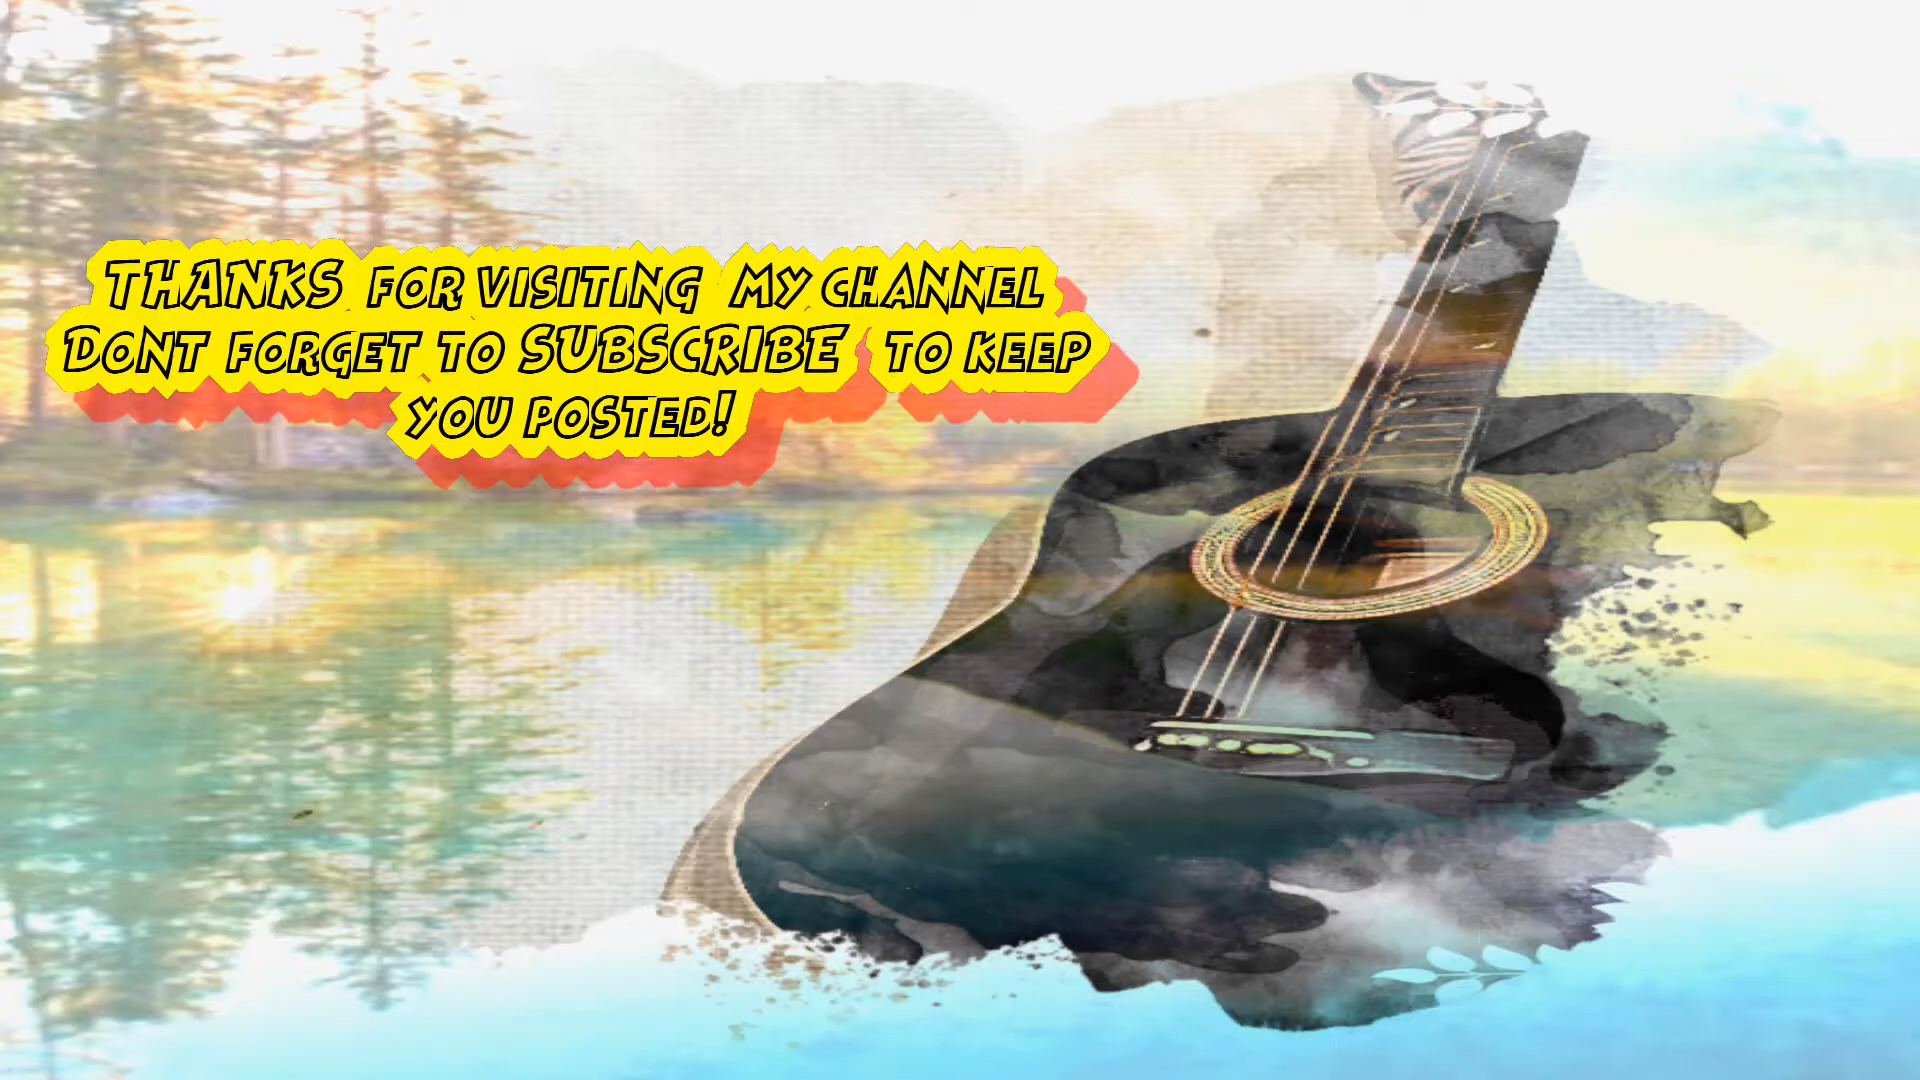 THANKS FOR VISITING MY CHANNEL
DONT FORGET TO SUBSCRIBE TO KEEP
YOU POSTED!